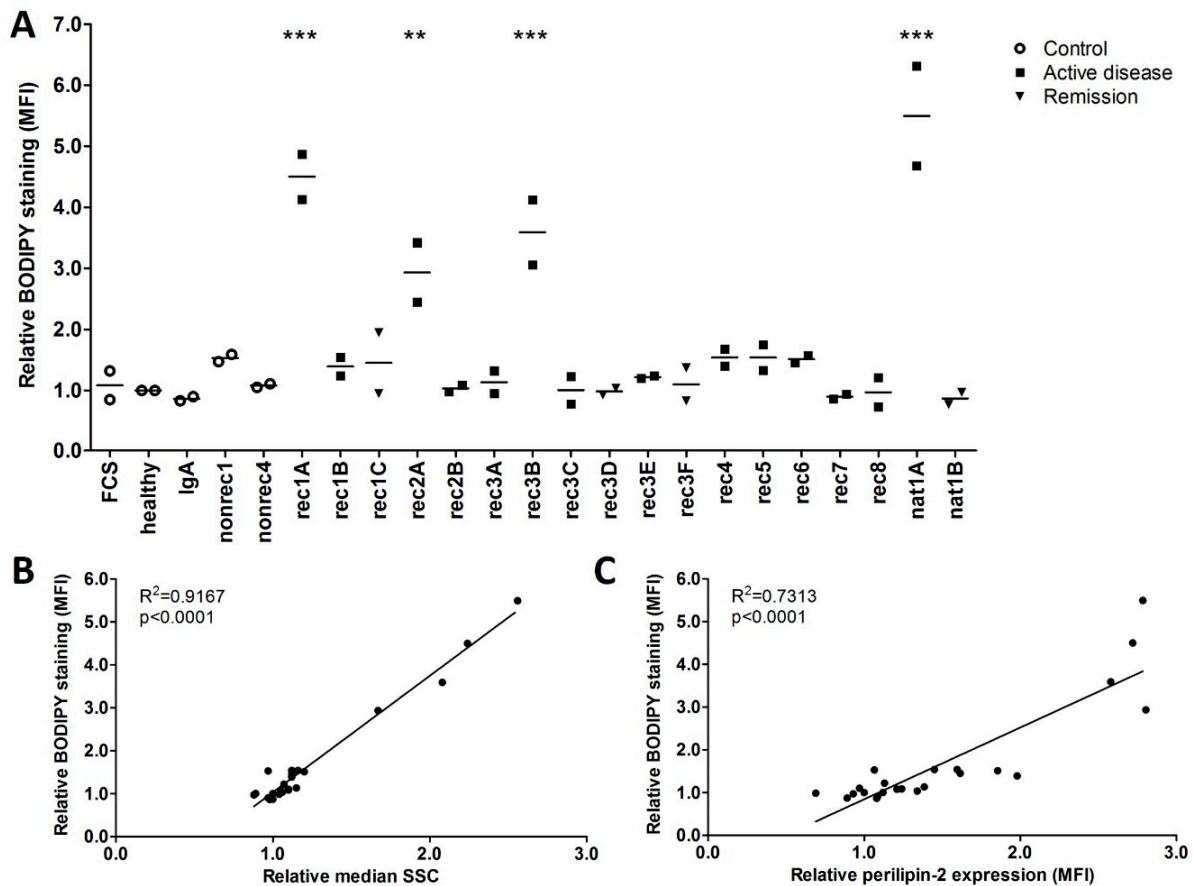 A
7.0
6.0
5.0
4.0
3.0
2.0
1.0
0.0
Relative BODIPY staining (MFI)
***
**
***
***
Control
Active disease
Remission
FCS
healthy
IgA
nonrec1
nonrec4
rec1A
rec1B
rec1C
rec2A
rec2B
rec3A
rec3B
rec3C
rec3D
rec3E
rec3F
rec4
rec5
rec6
rec7
rec8
nat1A
nat1B
B
R²=0.9167
p<0.0001
6.0
5.0
4.0
3.0
2.0
1.0
0.0
Relative BODIPY staining (MFI)
0.0 1.0 2.0 3.0
Relative median SSC
C
R²=0.7313
p<0.0001
6.0
5.0
4.0
3.0
2.0
1.0
0.0
Relative BODIPY staining (MFI)
0.0 1.0 2.0 3.0
Relative perilipin-2 expression (MFI)